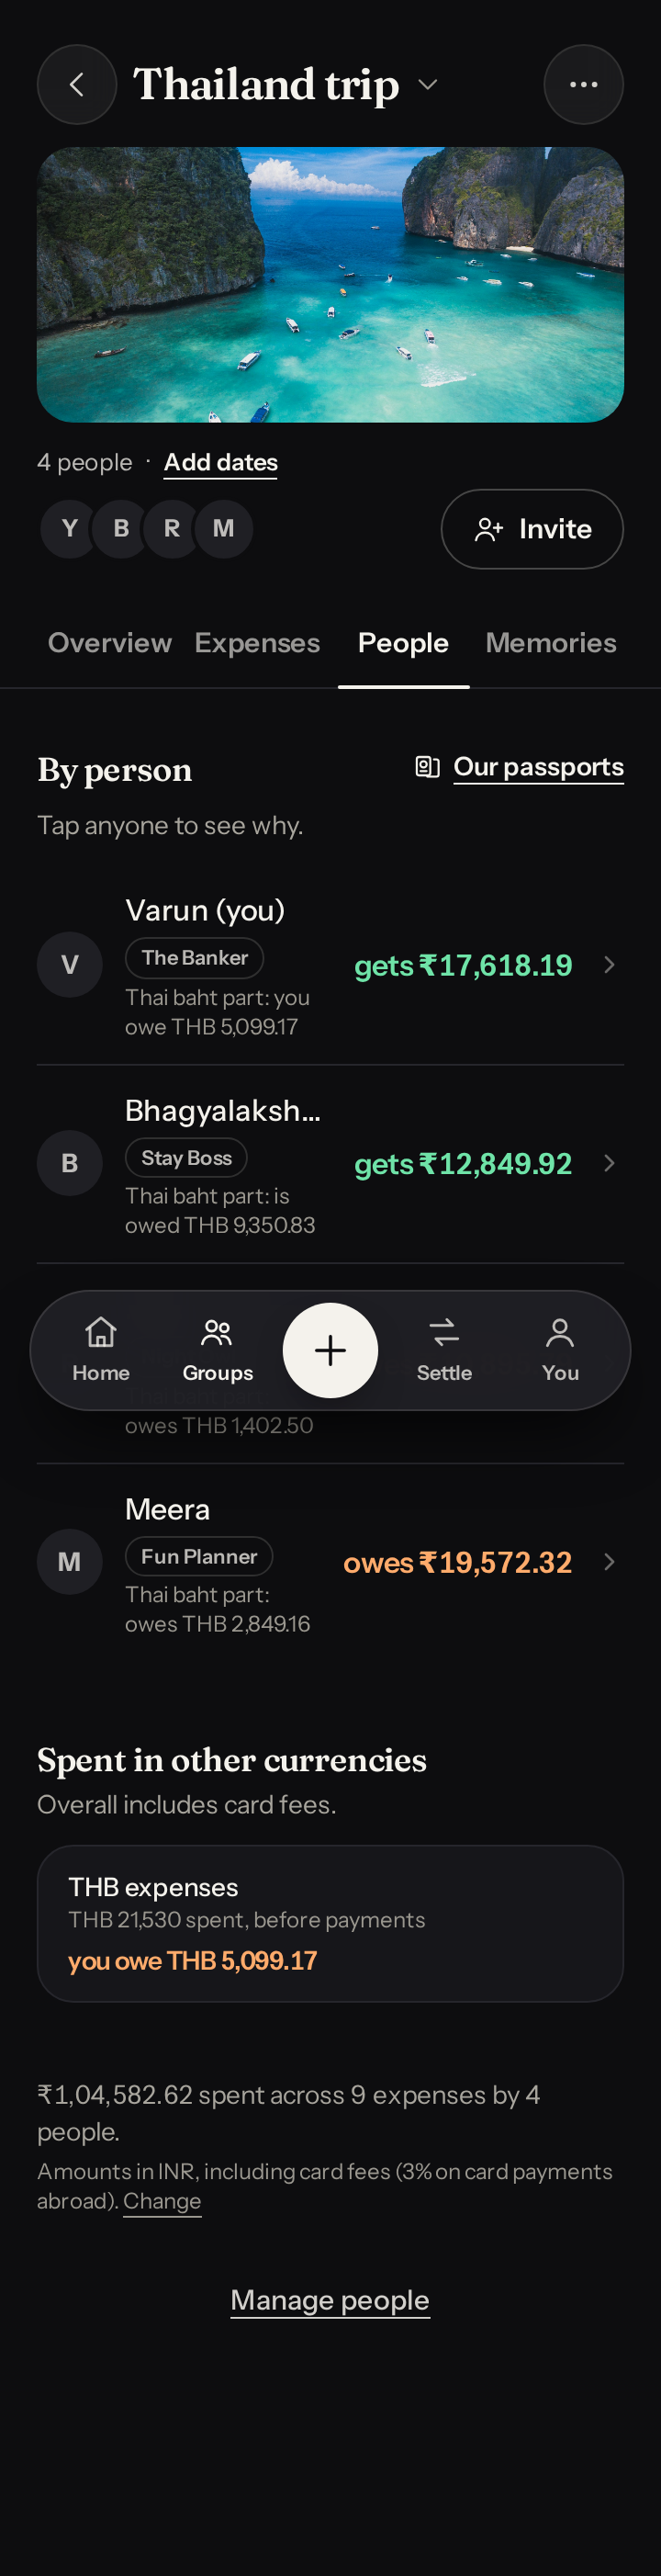 Thailand trip
4 people · Add dates
Y B R M
Invite
Overview Expenses People Memories
By person
Our passports
Tap anyone to see why.
V
Varun (you)
The Banker
Thai baht part: you
owe THB 5,099.17
gets ₹17,618.19
B
Bhagyalaksh...
Stay Boss
Thai baht part: is
owed THB 9,350.83
gets ₹12,849.92
Home Groups Settle You
owes THB 1,402.50
M
Meera
Fun Planner
Thai baht part:
owes THB 2,849.16
owes ₹19,572.32
Spent in other currencies
Overall includes card fees.
THB expenses
THB 21,530 spent, before payments
you owe THB 5,099.17
₹1,04,582.62 spent across 9 expenses by 4
people.
Amounts in INR, including card fees (3% on card payments
abroad). Change
Manage people